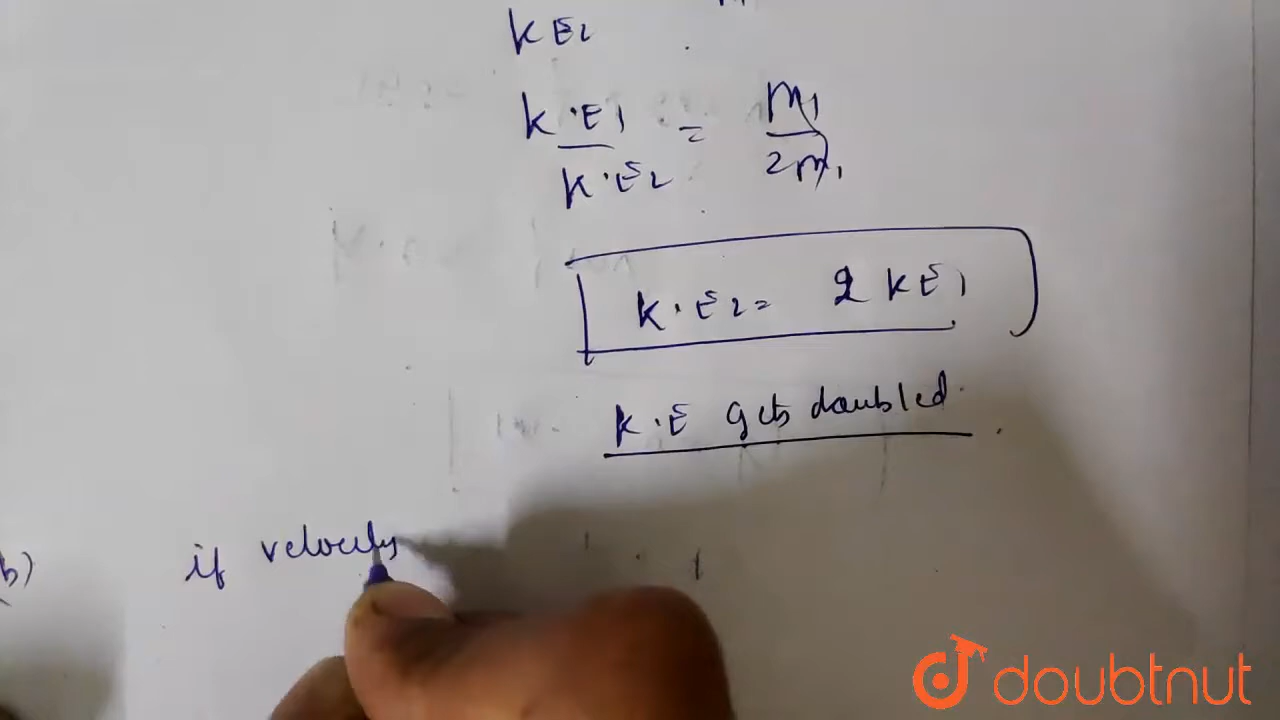 KE2
K.E1 = m1
K.E2 2m1
K.E2 = 2 KE1
K.E gets doubled.
b) if velocity
doubtnut